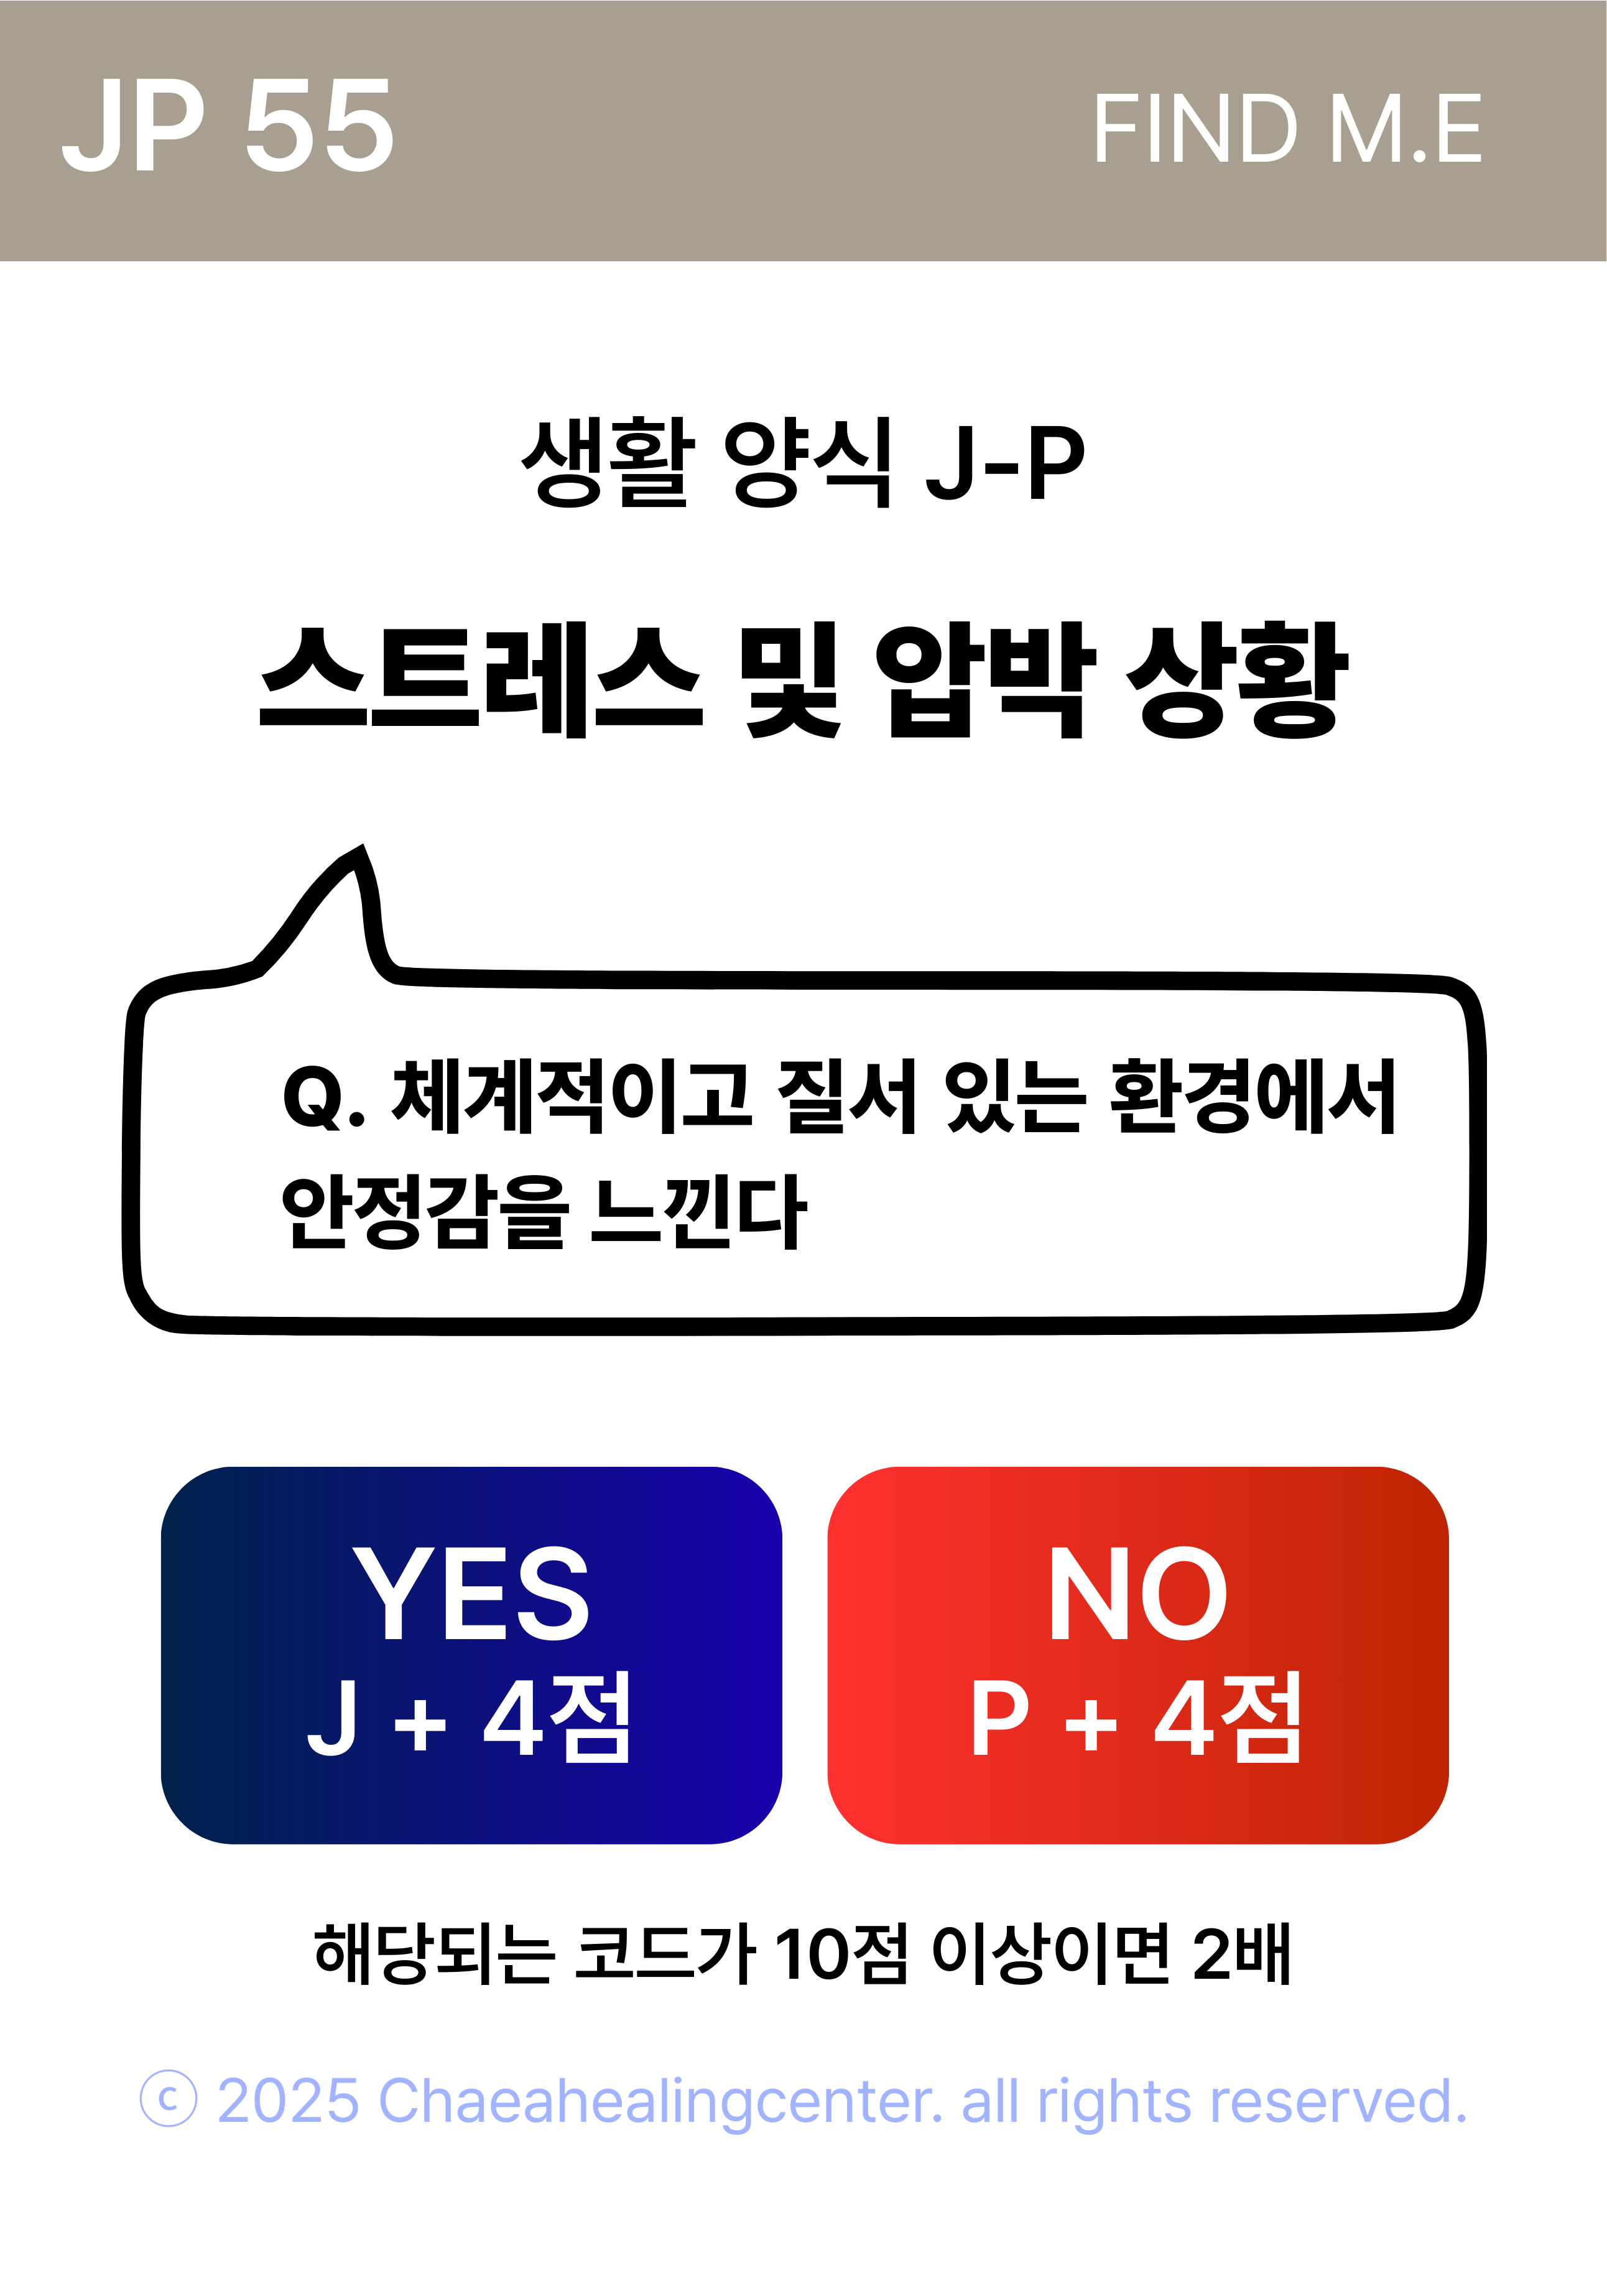 JP 55
FIND M.E
생활 양식 J-P
스트레스 및 압박 상황
Q. 체계적이고 질서 있는 환경에서
안정감을 느낀다
YES
J + 4점
NO
P + 4점
해당되는 코드가 10점 이상이면 2배
ⓒ 2025 Chaeahealingcenter. all rights reserved.